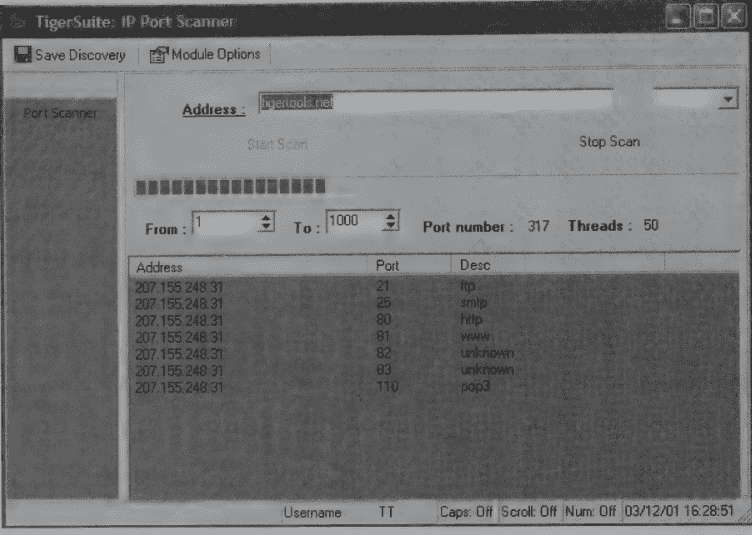 TigerSuite: IP Port Scanner
Save Discovery Module Options
Port Scanner
Address : tigertools.net
Start Scan Stop Scan
From : 1 To : 1000 Port number : 317 Threads : 50
Address Port Desc
207.155.248.31 21 ftp
207.155.248.31 25 smtp
207.155.248.31 80 http
207.155.248.31 81 www
207.155.248.31 82 unknown
207.155.248.31 83 unknown
207.155.248.31 110 pop3
Username TT Caps: Off Scroll: Off Num: Off 03/12/01 16:28:51